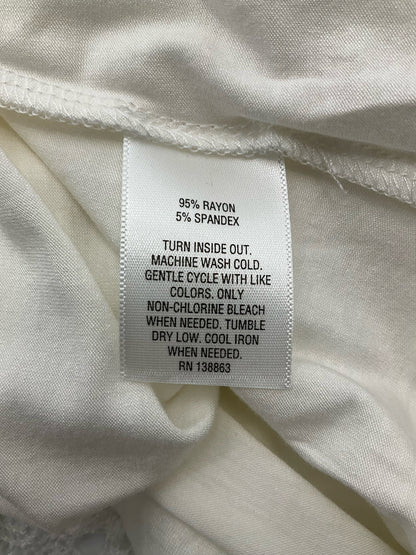 95% RAYON
5% SPANDEX
TURN INSIDE OUT.
MACHINE WASH COLD.
GENTLE CYCLE WITH LIKE
COLORS. ONLY
NON-CHLORINE BLEACH
WHEN NEEDED. TUMBLE
DRY LOW. COOL IRON
WHEN NEEDED.
RN 138863